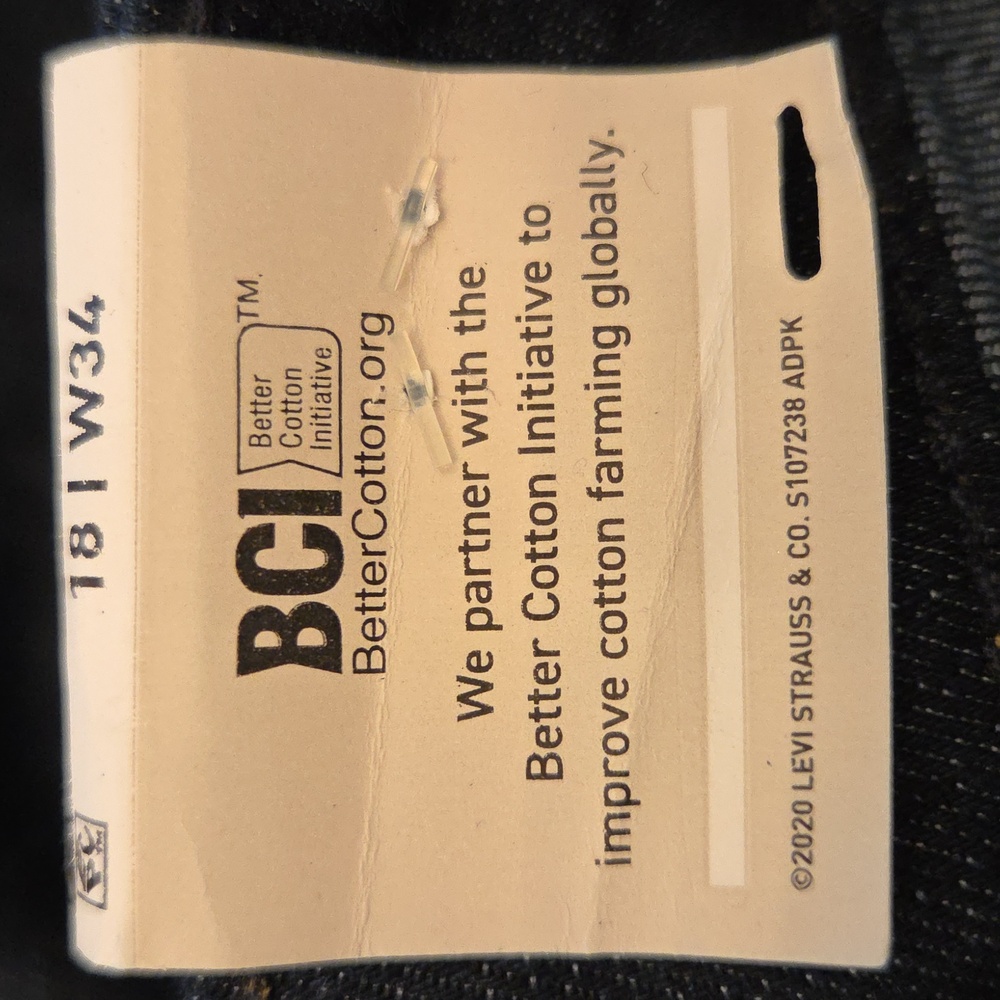 18 | W34
BCI Better
Cotton
Initiative TM
BetterCotton.org
We partner with the
Better Cotton Initiative to
improve cotton farming globally.
©2020 LEVI STRAUSS & CO. S107238 ADPK